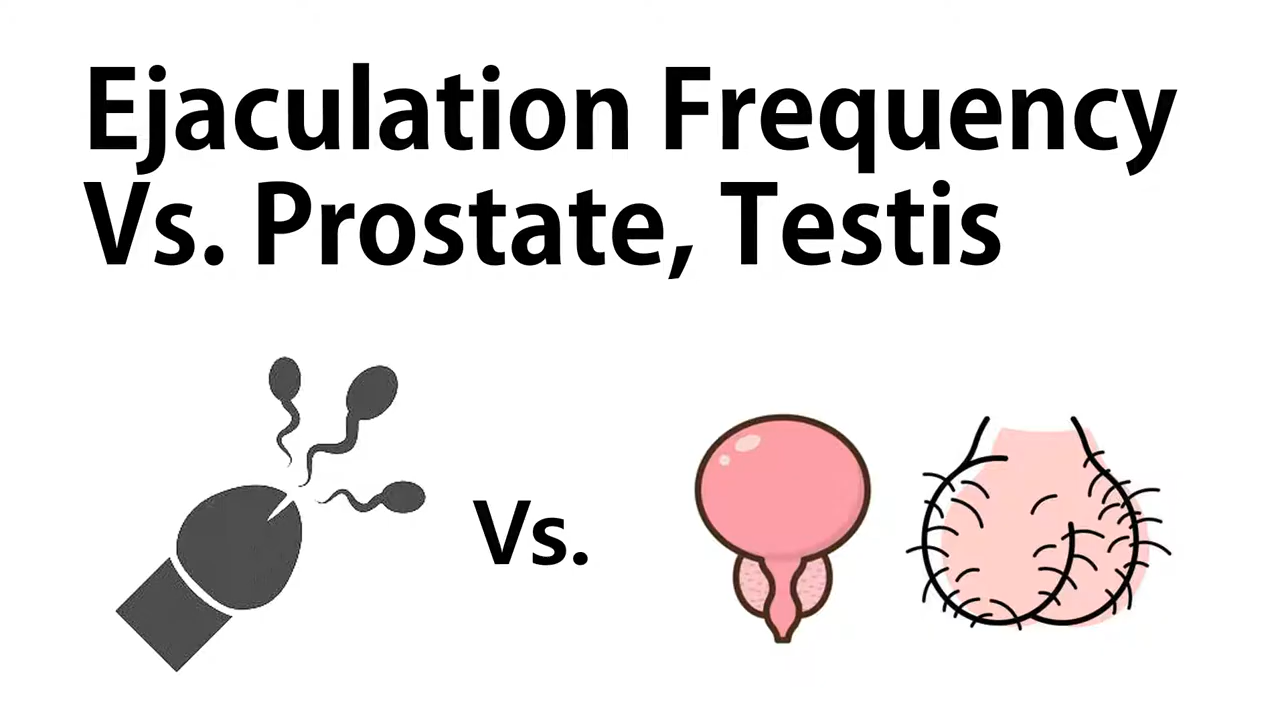 Ejaculation Frequency
Vs. Prostate, Testis
Vs.